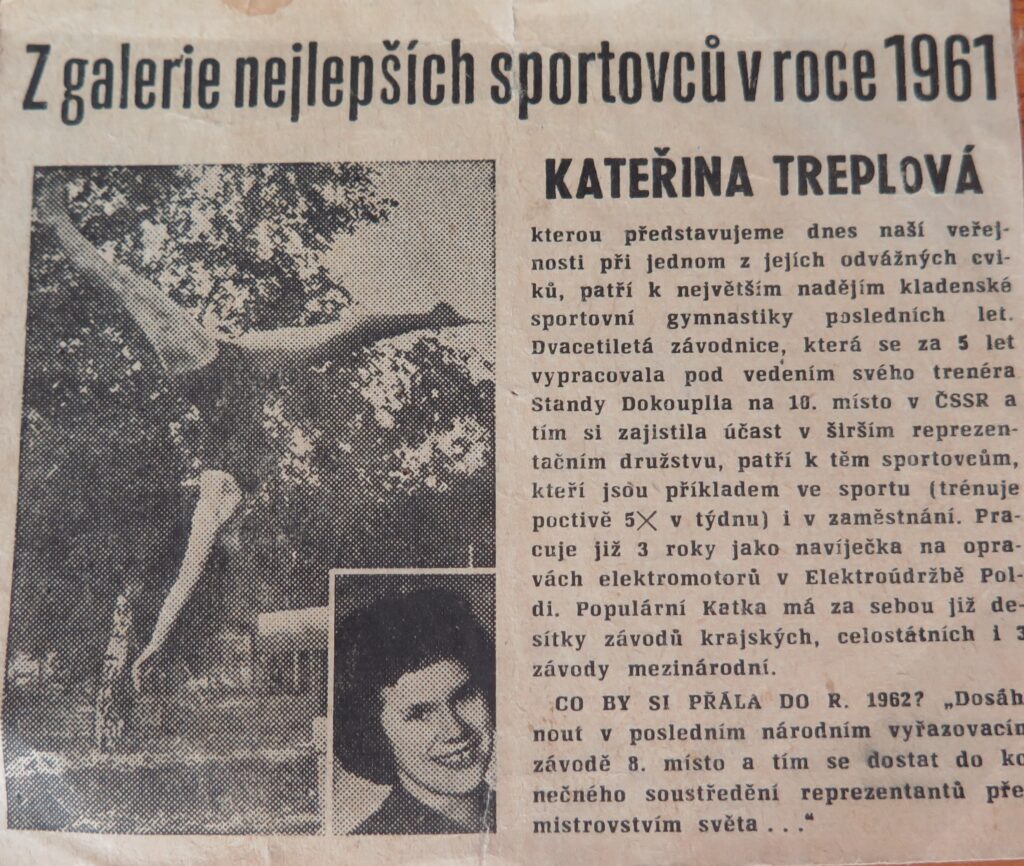 Z galerie nejlepších sportovců v roce 1961
KATEŘINA TREPLOVÁ
kterou představujeme dnes naší veřej-
nosti při jednom z jejích odvážných cvi-
ků, patří k největším nadějím kladenské
sportovní gymnastiky posledních let.
Dvacetiletá závodnice, která se za 5 let
vypracovala pod vedením svého trenéra
Standy Dokouplia na 10. místo v ČSSR a
tím si zajistila účast v širším reprezen-
tačním družstvu, patří k těm sportovcům,
kteří jsou příkladem ve sportu (trénuje
poctivě 5X v týdnu) i v zaměstnání. Pra-
cuje již 3 roky jako navíječka na opra-
vách elektromotorů v Elektroúdržbě Pol-
di. Populární Katka má za sebou již de-
sítky závodů krajských, celostátních i 3
závody mezinárodní.
CO BY SI PŘÁLA DO R. 1962? „Dosáh
nout v posledním národním vyřazovacím
závodě 8. místo a tím se dostat do ko
nečného soustředění reprezentantů pře
mistrovstvím světa . . .“